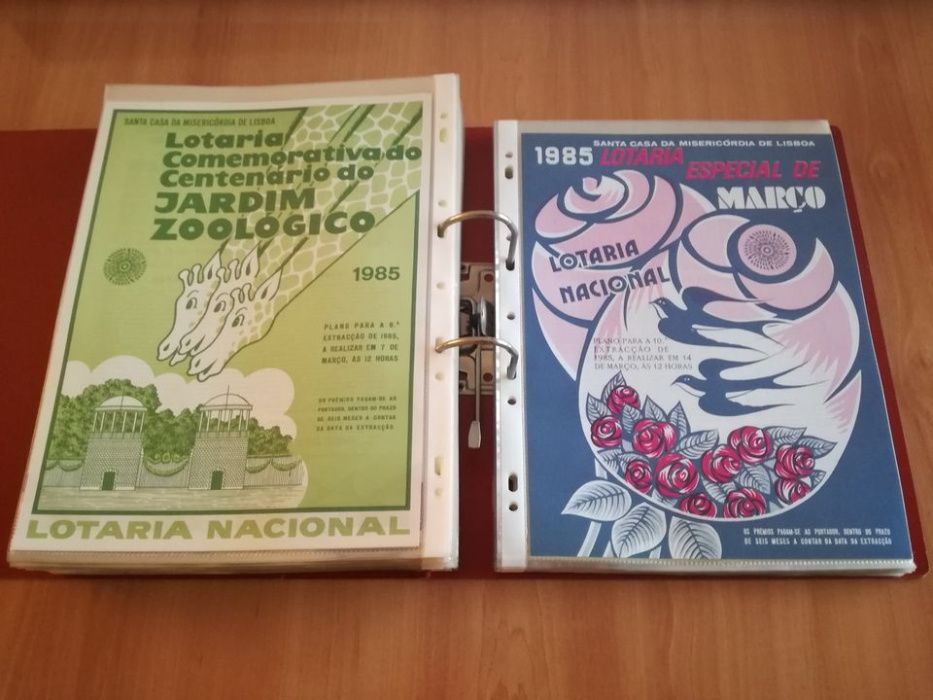 SANTA CASA DA MISERICÓRDIA DE LISBOA
Lotaria
Comemorativa do
Centenário do
JARDIM
ZOOLÓGICO
1985
PLANO PARA A 9.ª
EXTRACÇÃO DE 1985,
A REALIZAR EM 7 DE
MARÇO, ÀS 12 HORAS
OS PRÉMIOS PAGAM-SE AO
PORTADOR, DENTRO DO PRAZO
DE SEIS MESES A CONTAR
DA DATA DA EXTRACÇÃO
LOTARIA NACIONAL
SANTA CASA DA MISERICÓRDIA DE LISBOA
1985 LOTARIA
ESPECIAL DE
MARÇO
LOTARIA
NACIONAL
PLANO PARA A 10.ª
EXTRACÇÃO DE
1985, A REALIZAR EM 14
DE MARÇO, ÀS 12 HORAS
OS PRÉMIOS PAGAM-SE AO PORTADOR, DENTRO DO PRAZO
DE SEIS MESES A CONTAR DA DATA DA EXTRACÇÃO